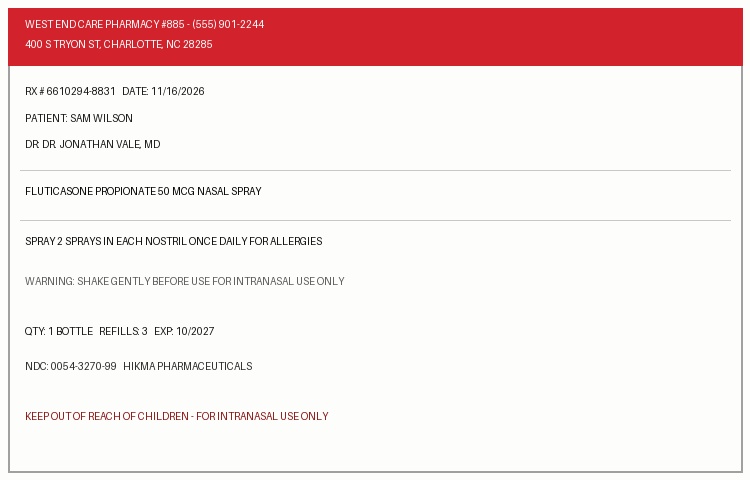 WEST END CARE PHARMACY #885 - (555) 901-2244
400 S TRYON ST, CHARLOTTE, NC 28285
RX # 6610294-8831 DATE: 11/16/2026
PATIENT: SAM WILSON
DR: DR. JONATHAN VALE, MD
FLUTICASONE PROPIONATE 50 MCG NASAL SPRAY
SPRAY 2 SPRAYS IN EACH NOSTRIL ONCE DAILY FOR ALLERGIES
WARNING: SHAKE GENTLY BEFORE USE FOR INTRANASAL USE ONLY
QTY: 1 BOTTLE REFILLS: 3 EXP: 10/2027
NDC: 0054-3270-99 HIKMA PHARMACEUTICALS
KEEP OUT OF REACH OF CHILDREN - FOR INTRANASAL USE ONLY